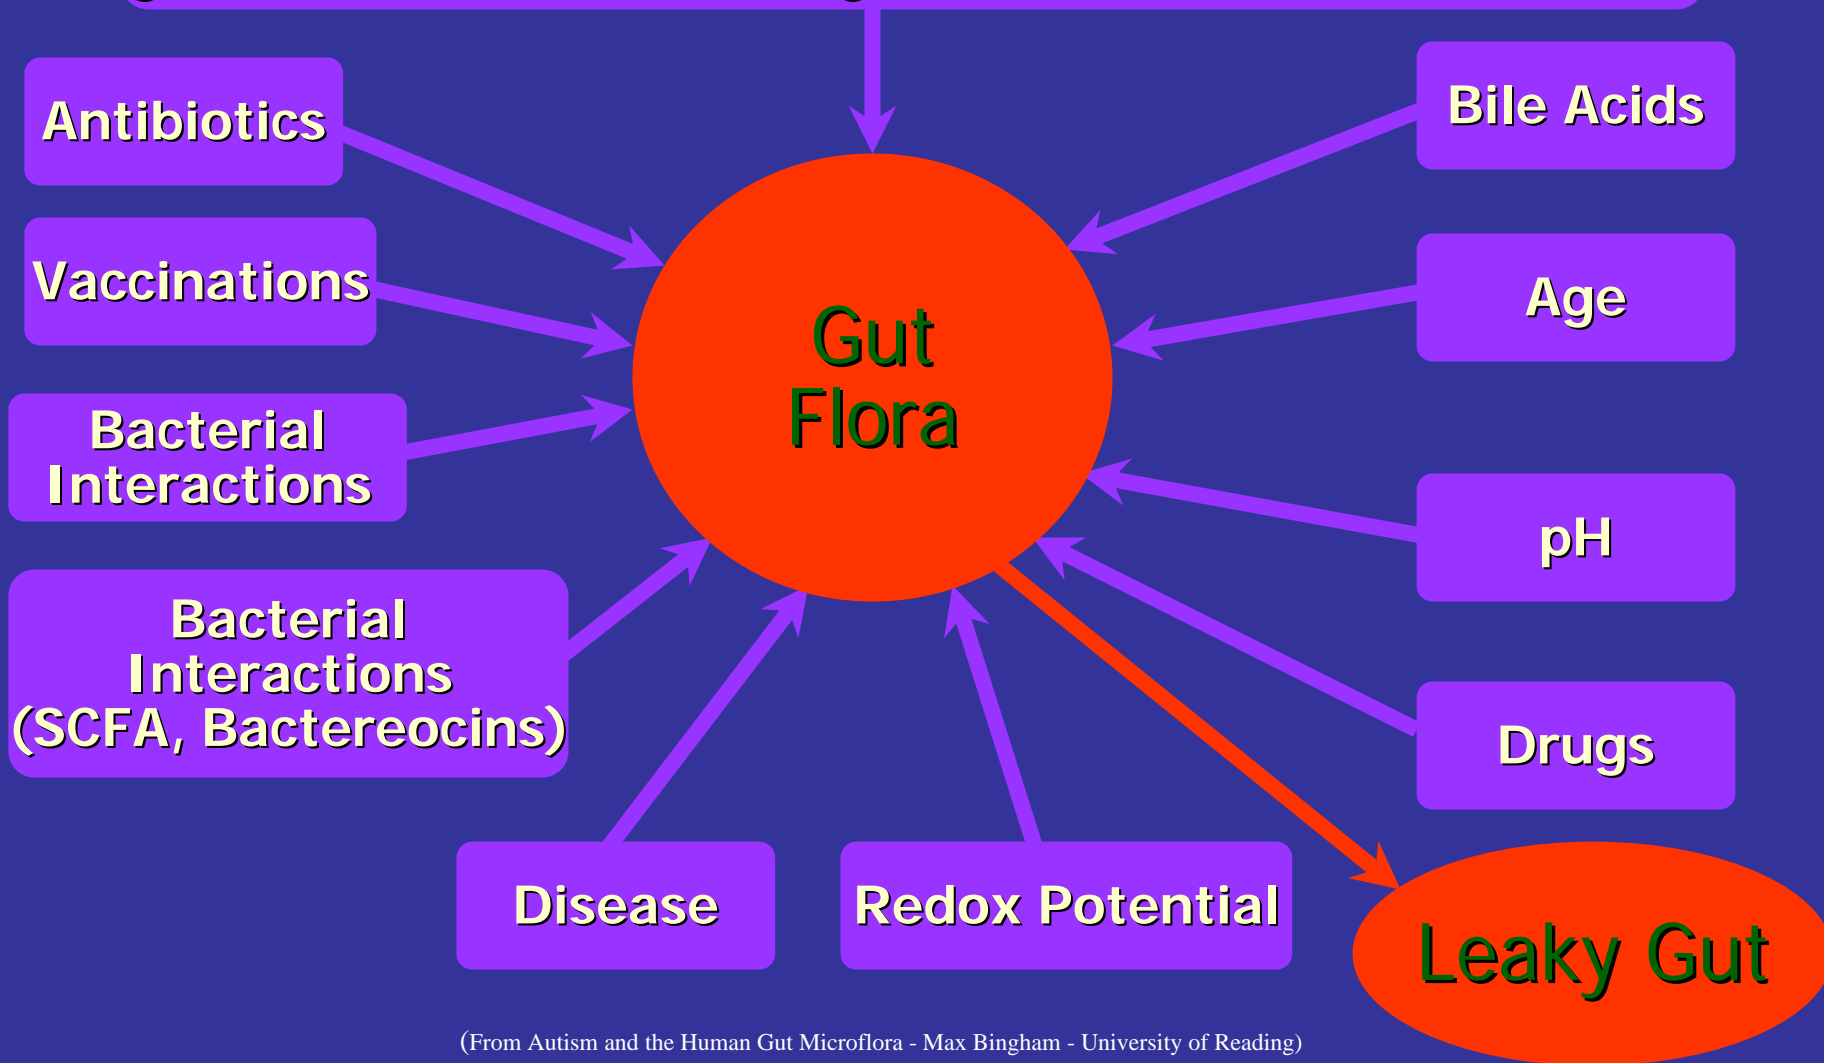 Antibiotics
Bile Acids
Vaccinations
Age
Gut
Flora
Bacterial
Interactions
pH
Bacterial
Interactions
(SCFA, Bactereocins)
Drugs
Disease
Redox Potential
Leaky Gut
(From Autism and the Human Gut Microflora - Max Bingham - University of Reading)